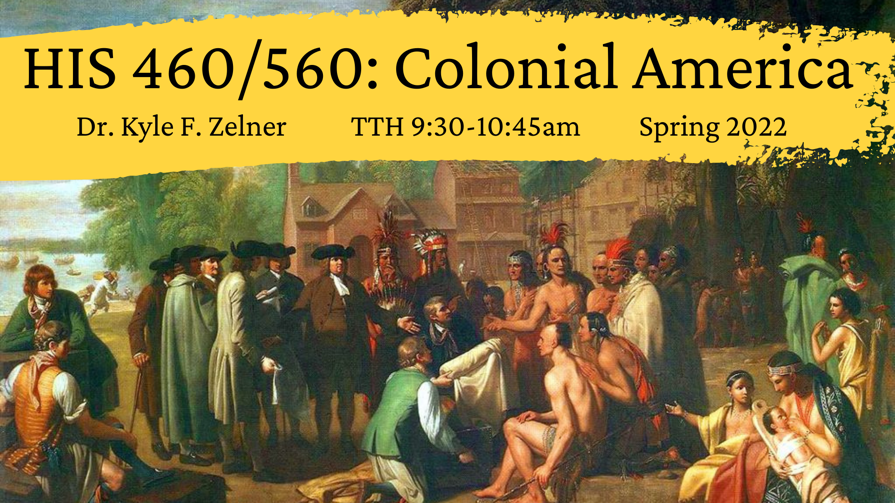 HIS 460/560: Colonial America
Dr. Kyle F. Zelner TTH 9:30-10:45am Spring 2022